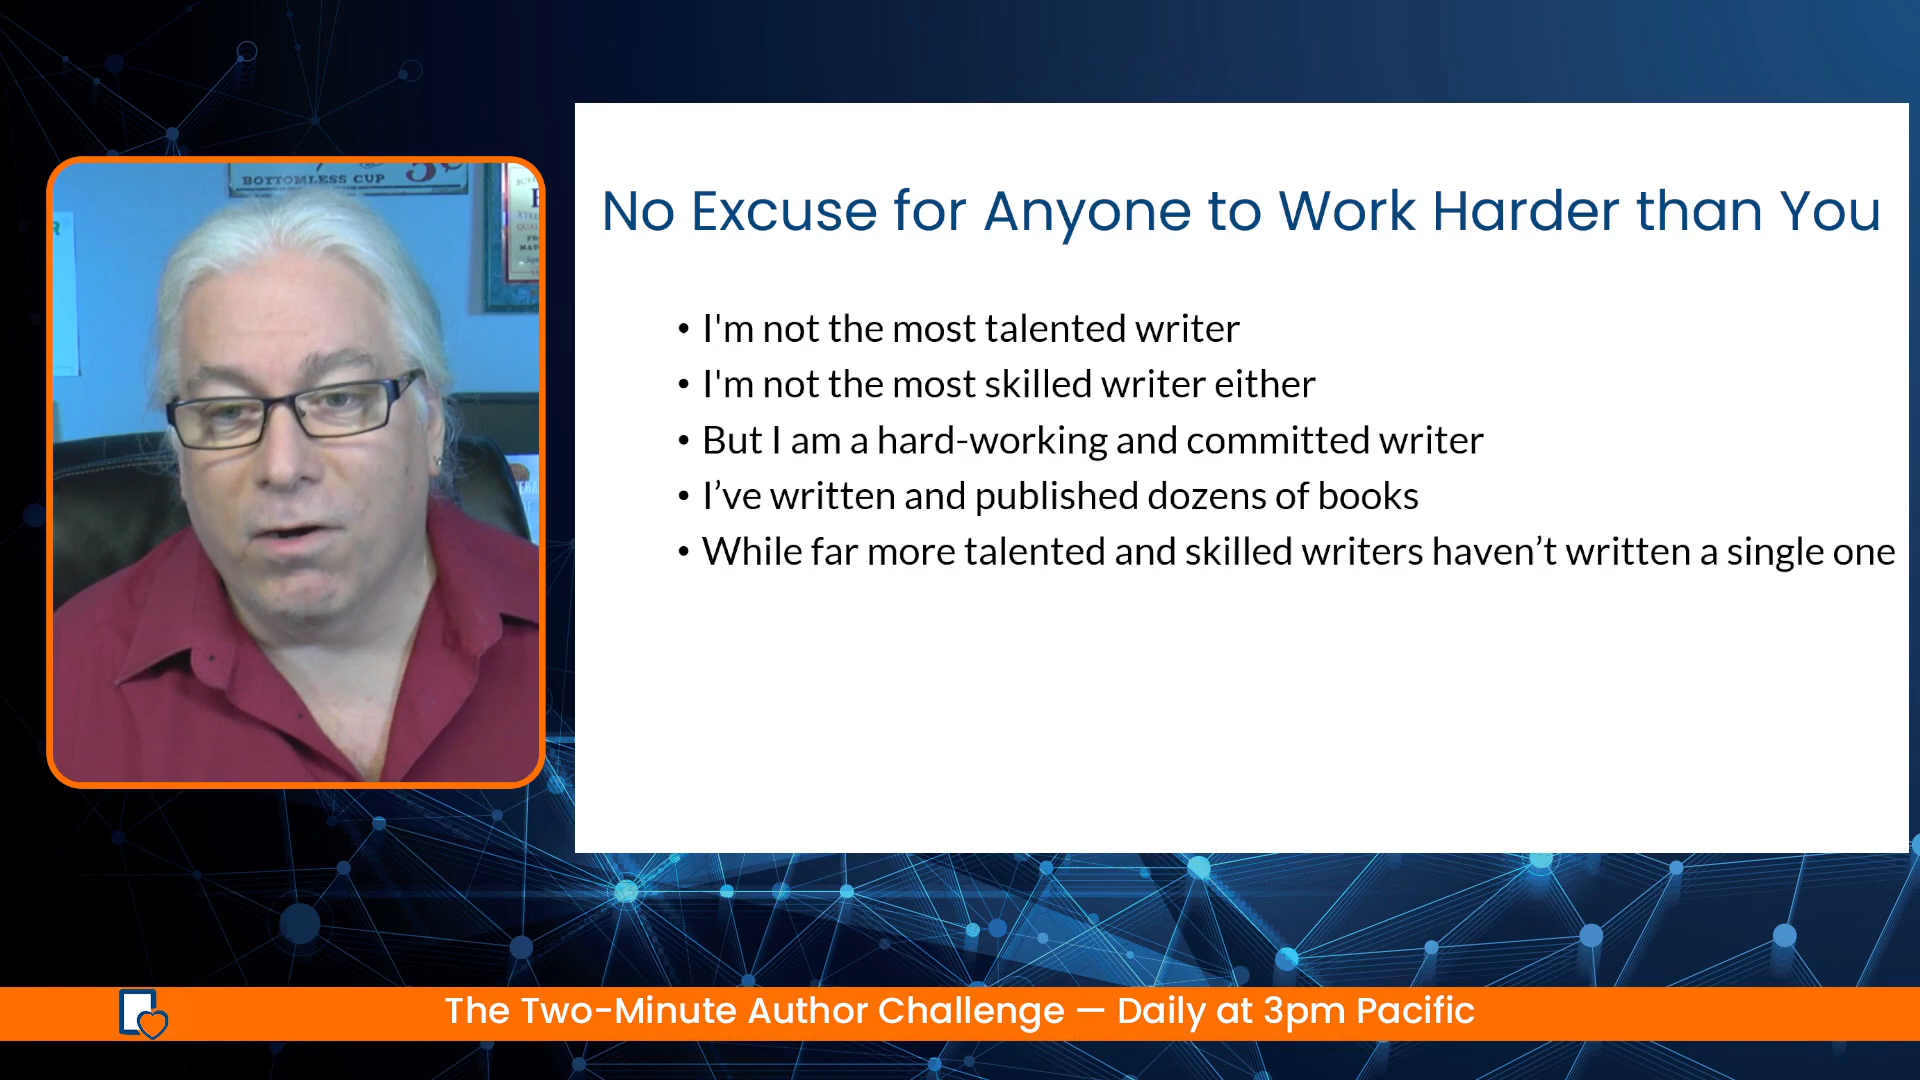 BOTTOMLESS CUP
5¢
No Excuse for Anyone to Work Harder than You
• I'm not the most talented writer
• I'm not the most skilled writer either
• But I am a hard-working and committed writer
• I’ve written and published dozens of books
• While far more talented and skilled writers haven’t written a single one
The Two-Minute Author Challenge — Daily at 3pm Pacific